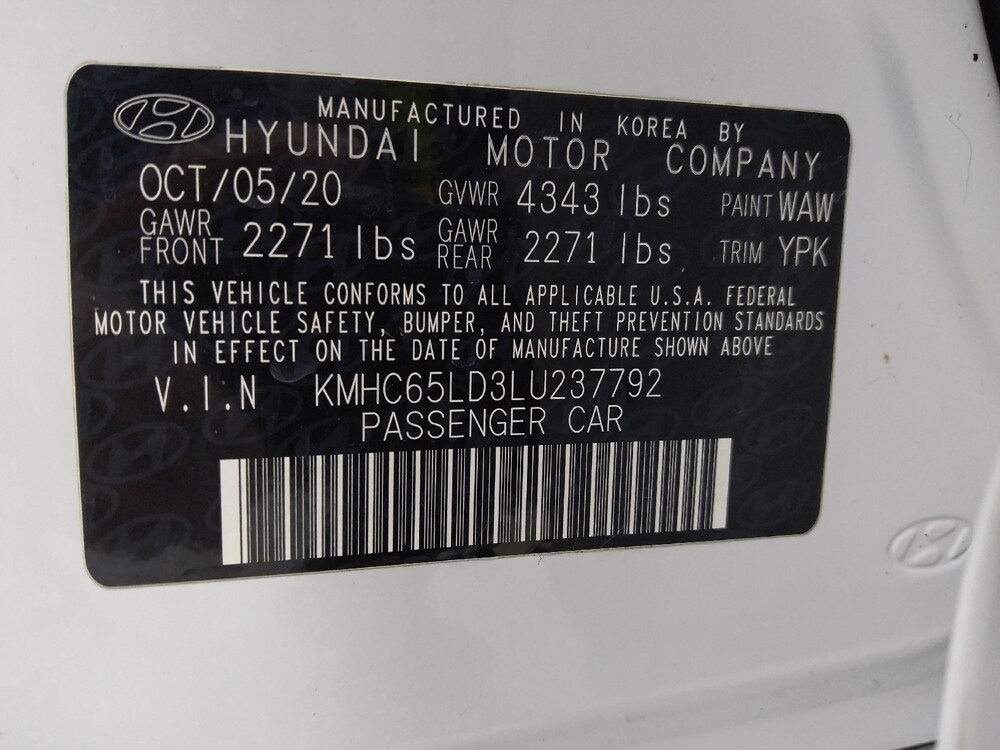 MANUFACTURED IN KOREA BY
HYUNDAI MOTOR COMPANY
OCT/05/20 GVWR 4343 lbs PAINT WAW
GAWR FRONT 2271 lbs GAWR REAR 2271 lbs TRIM YPK
THIS VEHICLE CONFORMS TO ALL APPLICABLE U.S.A. FEDERAL
MOTOR VEHICLE SAFETY, BUMPER, AND THEFT PREVENTION STANDARDS
IN EFFECT ON THE DATE OF MANUFACTURE SHOWN ABOVE
V.I.N KMHC65LD3LU237792
PASSENGER CAR